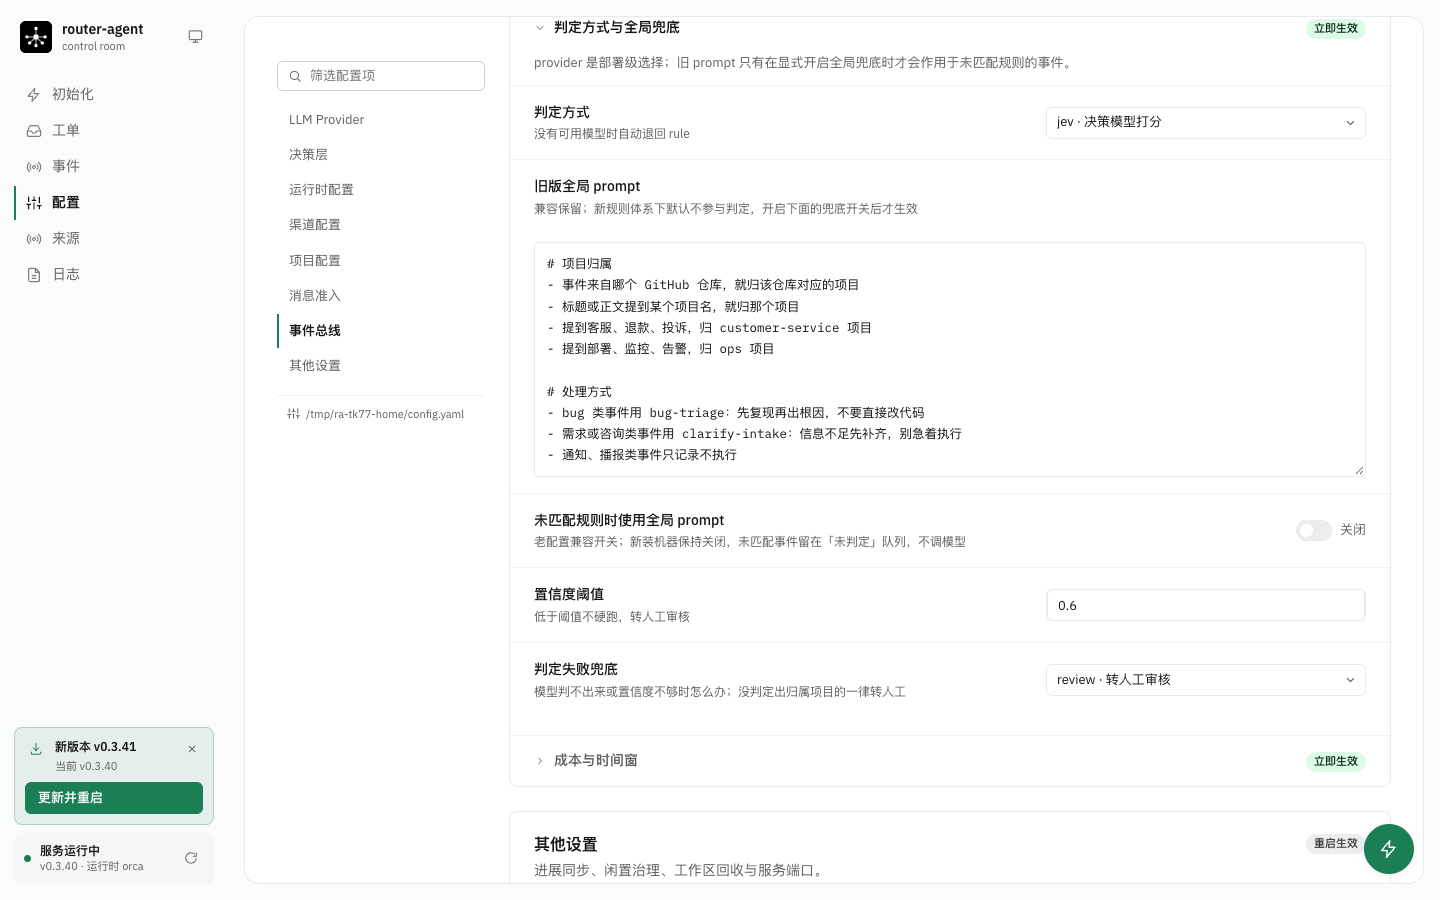 router-agent
control room
初始化
工单
事件
配置
来源
日志
新版本 v0.3.41
当前 v0.3.40
更新并重启
服务运行中
v0.3.40 · 运行时 orca
筛选配置项
LLM Provider
决策层
运行时配置
渠道配置
项目配置
消息准入
事件总线
其他设置
/tmp/ra-tk77-home/config.yaml
判定方式与全局兜底
立即生效
provider 是部署级选择；旧 prompt 只有在显式开启全局兜底时才会作用于未匹配规则的事件。
判定方式
没有可用模型时自动退回 rule
jev · 决策模型打分
旧版全局 prompt
兼容保留；新规则体系下默认不参与判定，开启下面的兜底开关后才生效
# 项目归属
- 事件来自哪个 GitHub 仓库，就归该仓库对应的项目
- 标题或正文提到某个项目名，就归那个项目
- 提到客服、退款、投诉，归 customer-service 项目
- 提到部署、监控、告警，归 ops 项目
# 处理方式
- bug 类事件用 bug-triage：先复现再出根因，不要直接改代码
- 需求或咨询类事件用 clarify-intake：信息不足先补齐，别急着执行
- 通知、播报类事件只记录不执行
未匹配规则时使用全局 prompt
老配置兼容开关；新装机器保持关闭，未匹配事件留在「未判定」队列，不调模型
关闭
置信度阈值
低于阈值不硬跑，转人工审核
0.6
判定失败兜底
模型判不出来或置信度不够时怎么办；没判定出归属项目的一律转人工
review · 转人工审核
成本与时间窗
立即生效
其他设置
重启生效
进展同步、闲置治理、工作区回收与服务端口。